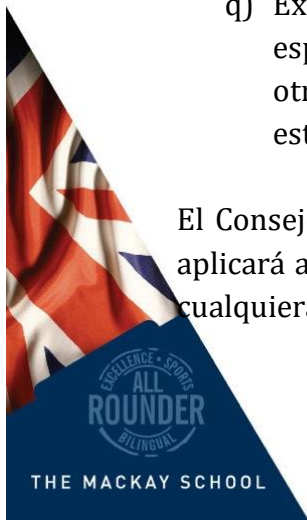 q) Ex
esp
otr
est
El Consej
aplicará a
cualquiera
EXCELLENCE • SPORTS
ALL
ROUNDER
BILINGUAL
THE MACKAY SCHOOL